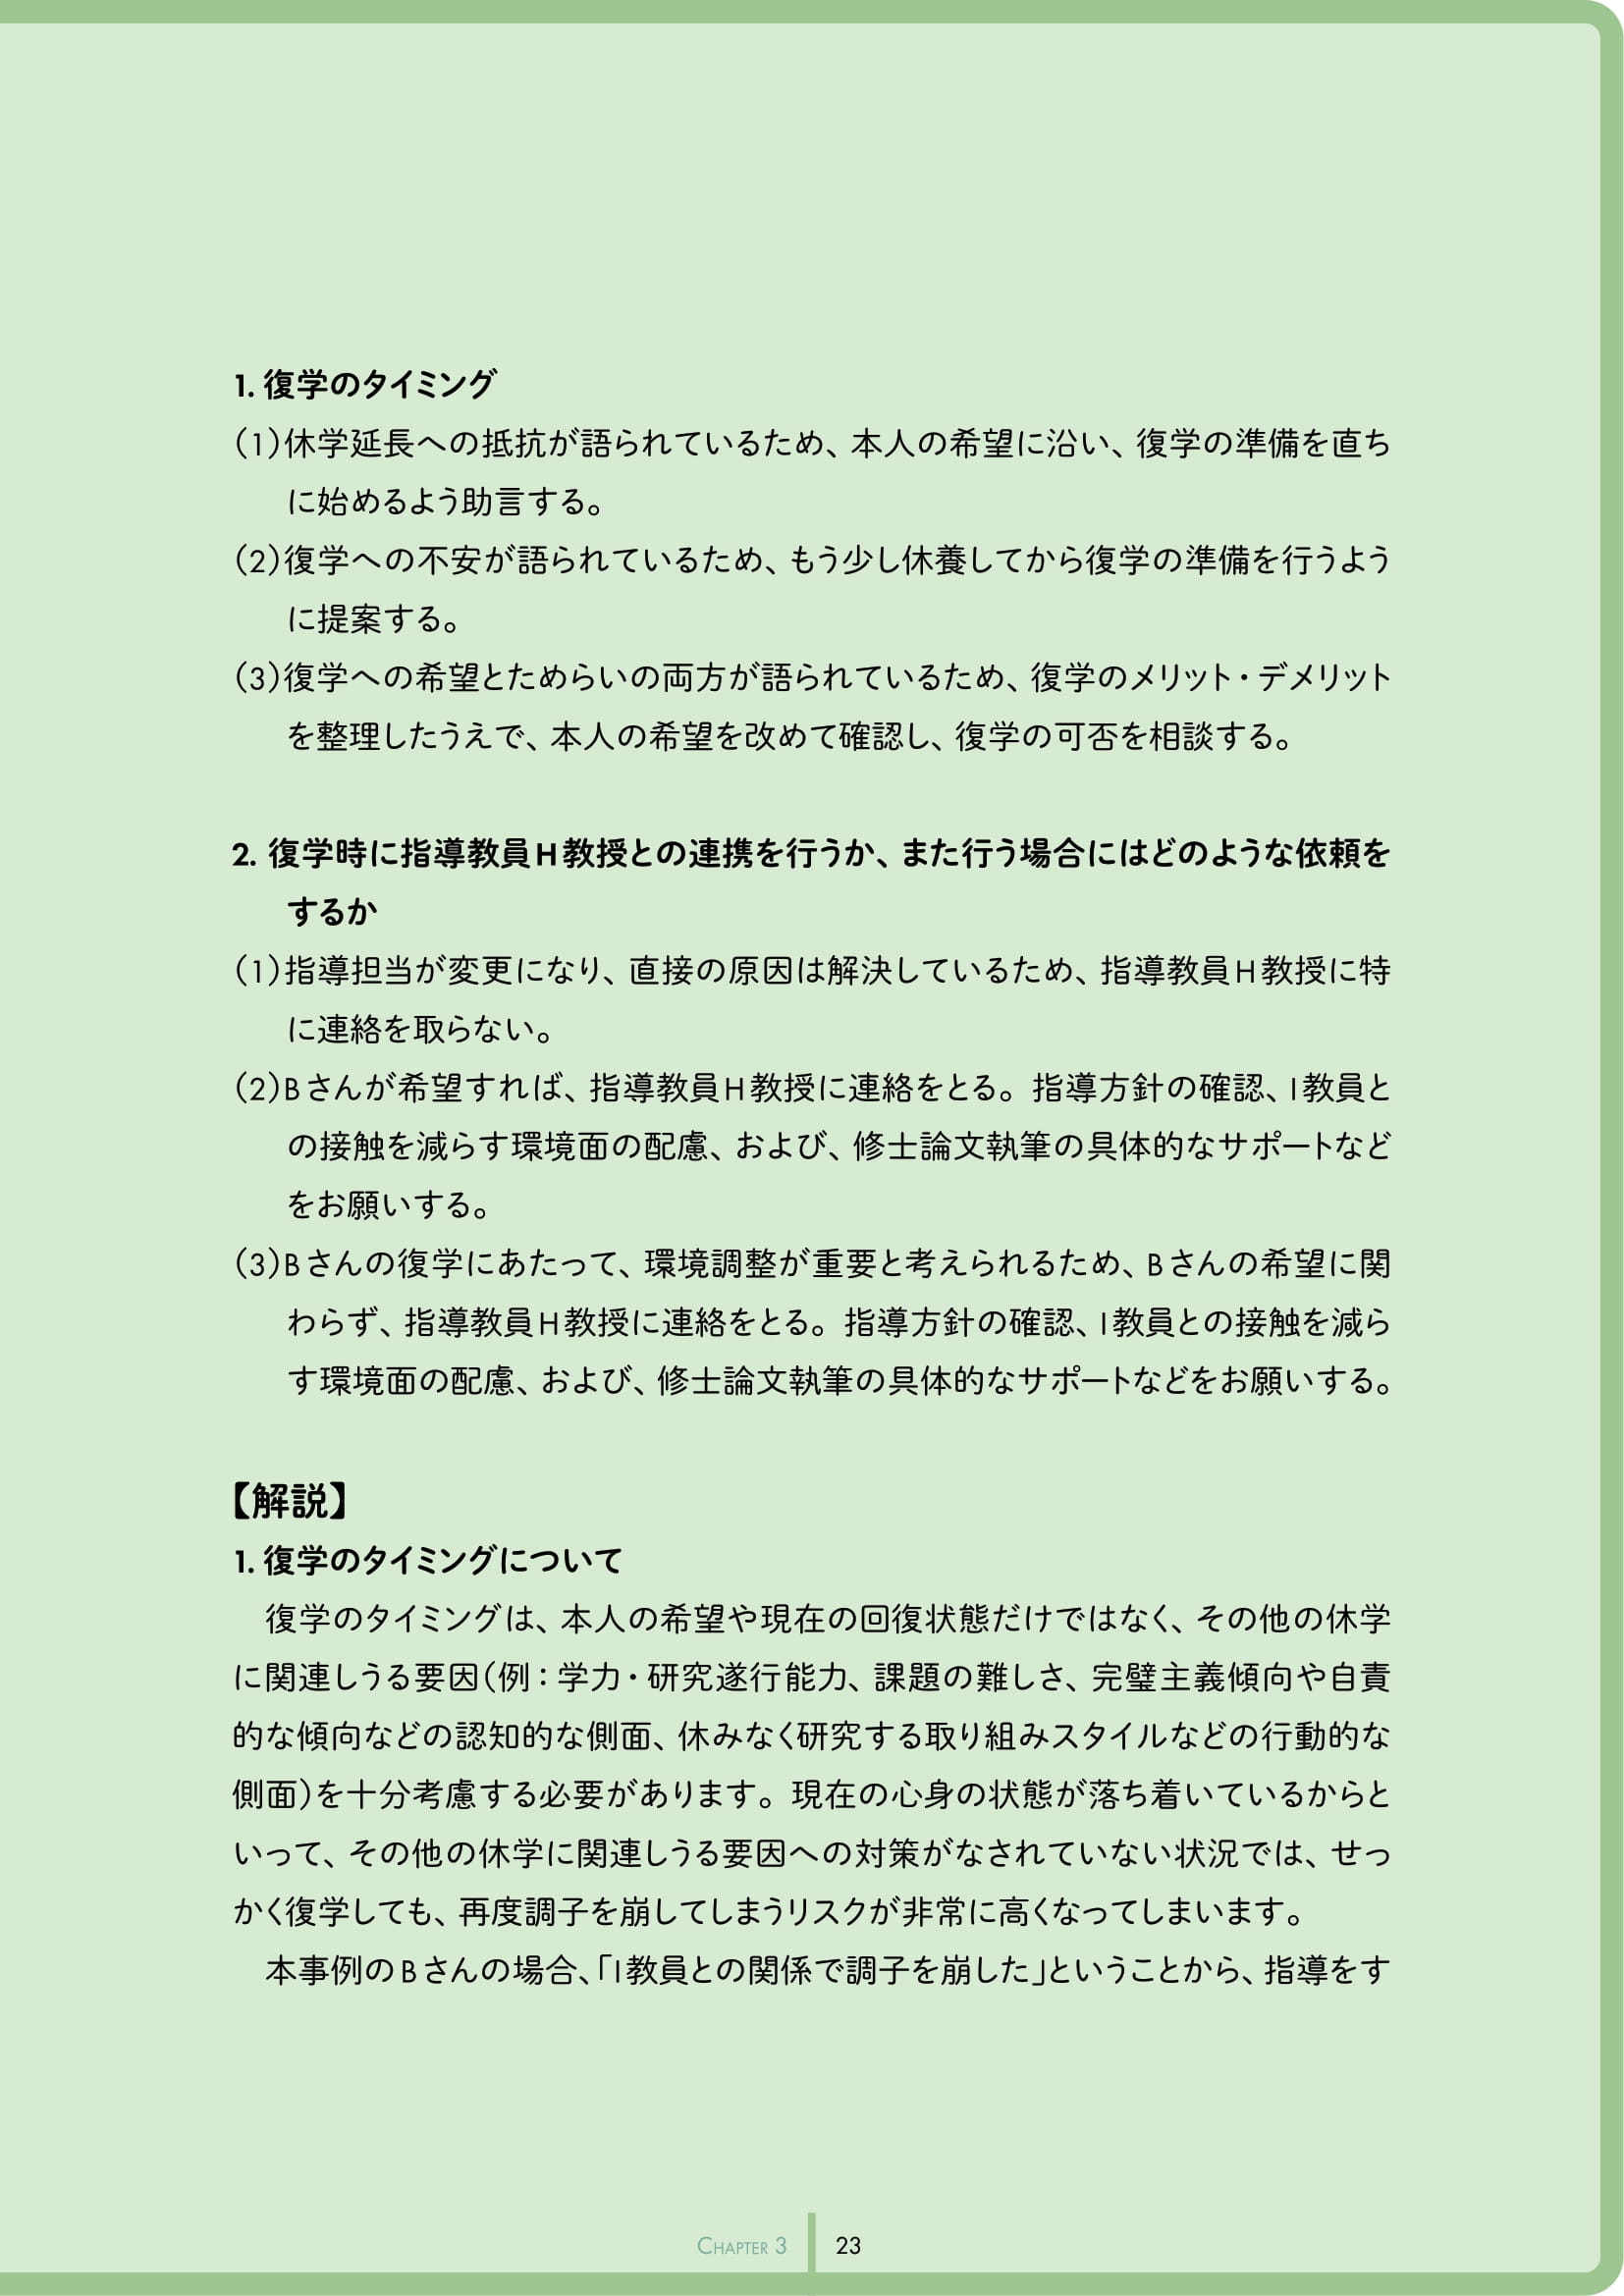 1. 復学のタイミング
（1）休学延長への抵抗が語られているため、本人の希望に沿い、復学の準備を直ち
に始めるよう助言する。
（2）復学への不安が語られているため、もう少し休養してから復学の準備を行うよう
に提案する。
（3）復学への希望とためらいの両方が語られているため、復学のメリット・デメリット
を整理したうえで、本人の希望を改めて確認し、復学の可否を相談する。
2. 復学時に指導教員H教授との連携を行うか、また行う場合にはどのような依頼を
するか
（1）指導担当が変更になり、直接の原因は解決しているため、指導教員H教授に特
に連絡を取らない。
（2）Bさんが希望すれば、指導教員H教授に連絡をとる。指導方針の確認、I教員と
の接触を減らす環境面の配慮、および、修士論文執筆の具体的なサポートなど
をお願いする。
（3）Bさんの復学にあたって、環境調整が重要と考えられるため、Bさんの希望に関
わらず、指導教員H教授に連絡をとる。指導方針の確認、I教員との接触を減ら
す環境面の配慮、および、修士論文執筆の具体的なサポートなどをお願いする。
【解説】
1. 復学のタイミングについて
復学のタイミングは、本人の希望や現在の回復状態だけではなく、その他の休学
に関連しうる要因（例：学力・研究遂行能力、課題の難しさ、完璧主義傾向や自責
的な傾向などの認知的な側面、休みなく研究する取り組みスタイルなどの行動的な
側面）を十分考慮する必要があります。現在の心身の状態が落ち着いているからと
いって、その他の休学に関連しうる要因への対策がなされていない状況では、せっ
かく復学しても、再度調子を崩してしまうリスクが非常に高くなってしまいます。
本事例のBさんの場合、「I教員との関係で調子を崩した」ということから、指導をす
CHAPTER 3
23